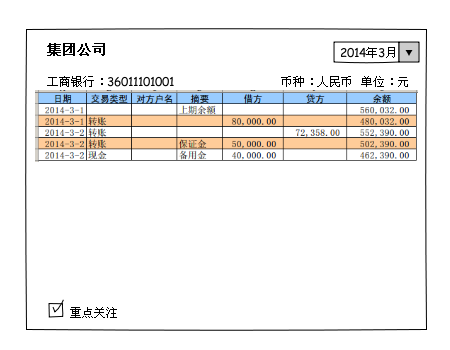 集团公司 2014年3月
工商银行：36011101001 币种：人民币 单位：元
日期 交易类型 对方户名 摘要 借方 贷方 余额
2014-3-1 上期余额 560,032.00
2014-3-1 转账 80,000.00 480,032.00
2014-3-2 转账 72,358.00 552,390.00
2014-3-2 转账 保证金 50,000.00 502,390.00
2014-3-2 现金 备用金 40,000.00 462,390.00
重点关注